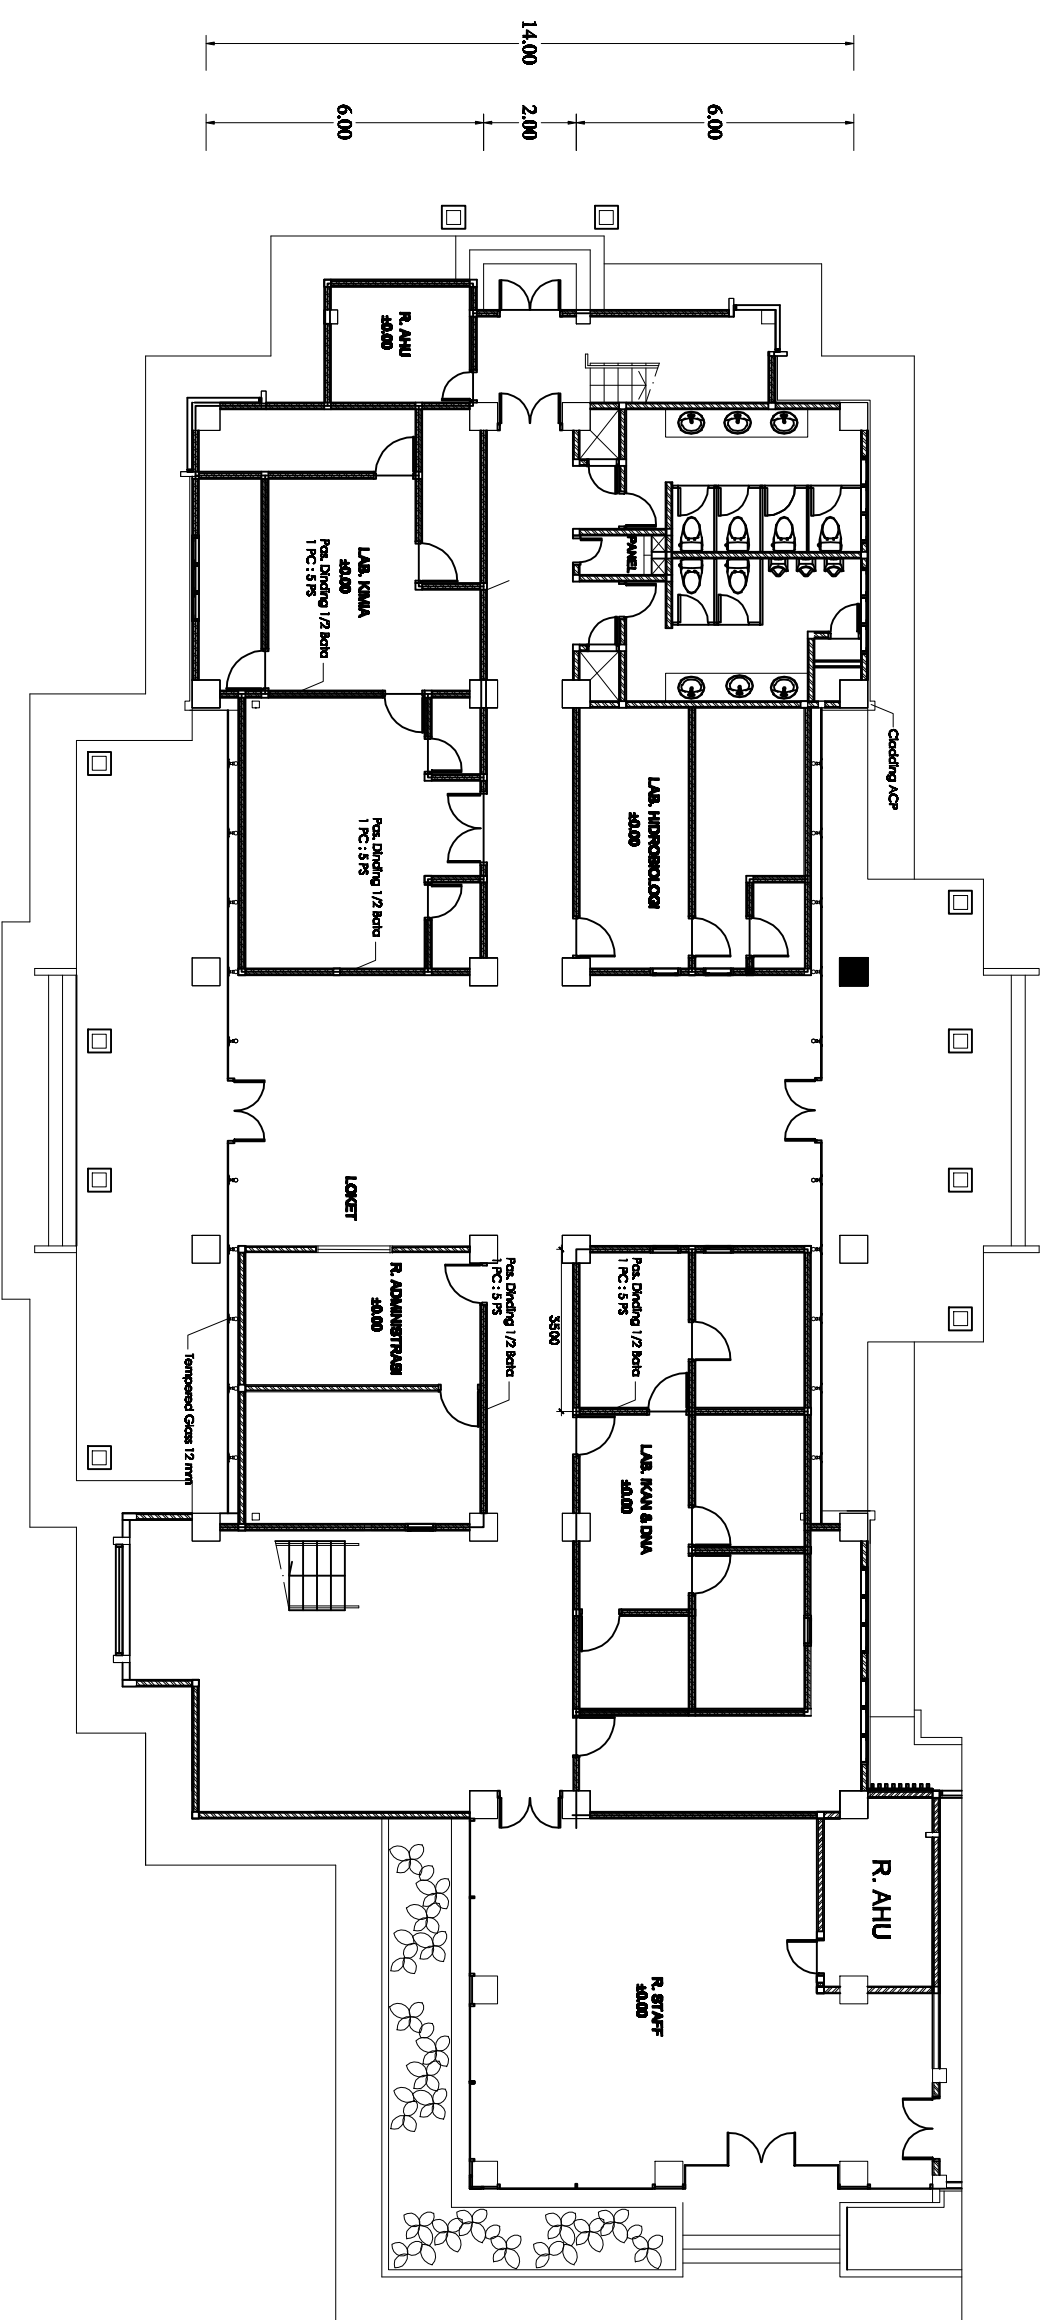 14.00
6.00
2.00
6.00
R. AHU
±0.00
PANEL
LAB. KIMIA
±0.00
Pas. Dinding 1/2 Bata
1 PC : 5 PS
Cladding ACP
LAB. HIDROBIOLOGI
±0.00
Pas. Dinding 1/2 Bata
1 PC : 5 PS
LOKET
R. ADMINISTRASI
±0.00
Pas. Dinding 1/2 Bata
1 PC : 5 PS
3500
Pas. Dinding 1/2 Bata
1 PC : 5 PS
Tempered Glass 12 mm
LAB. IKAN & DNA
±0.00
R. AHU
R. STAFF
±0.00